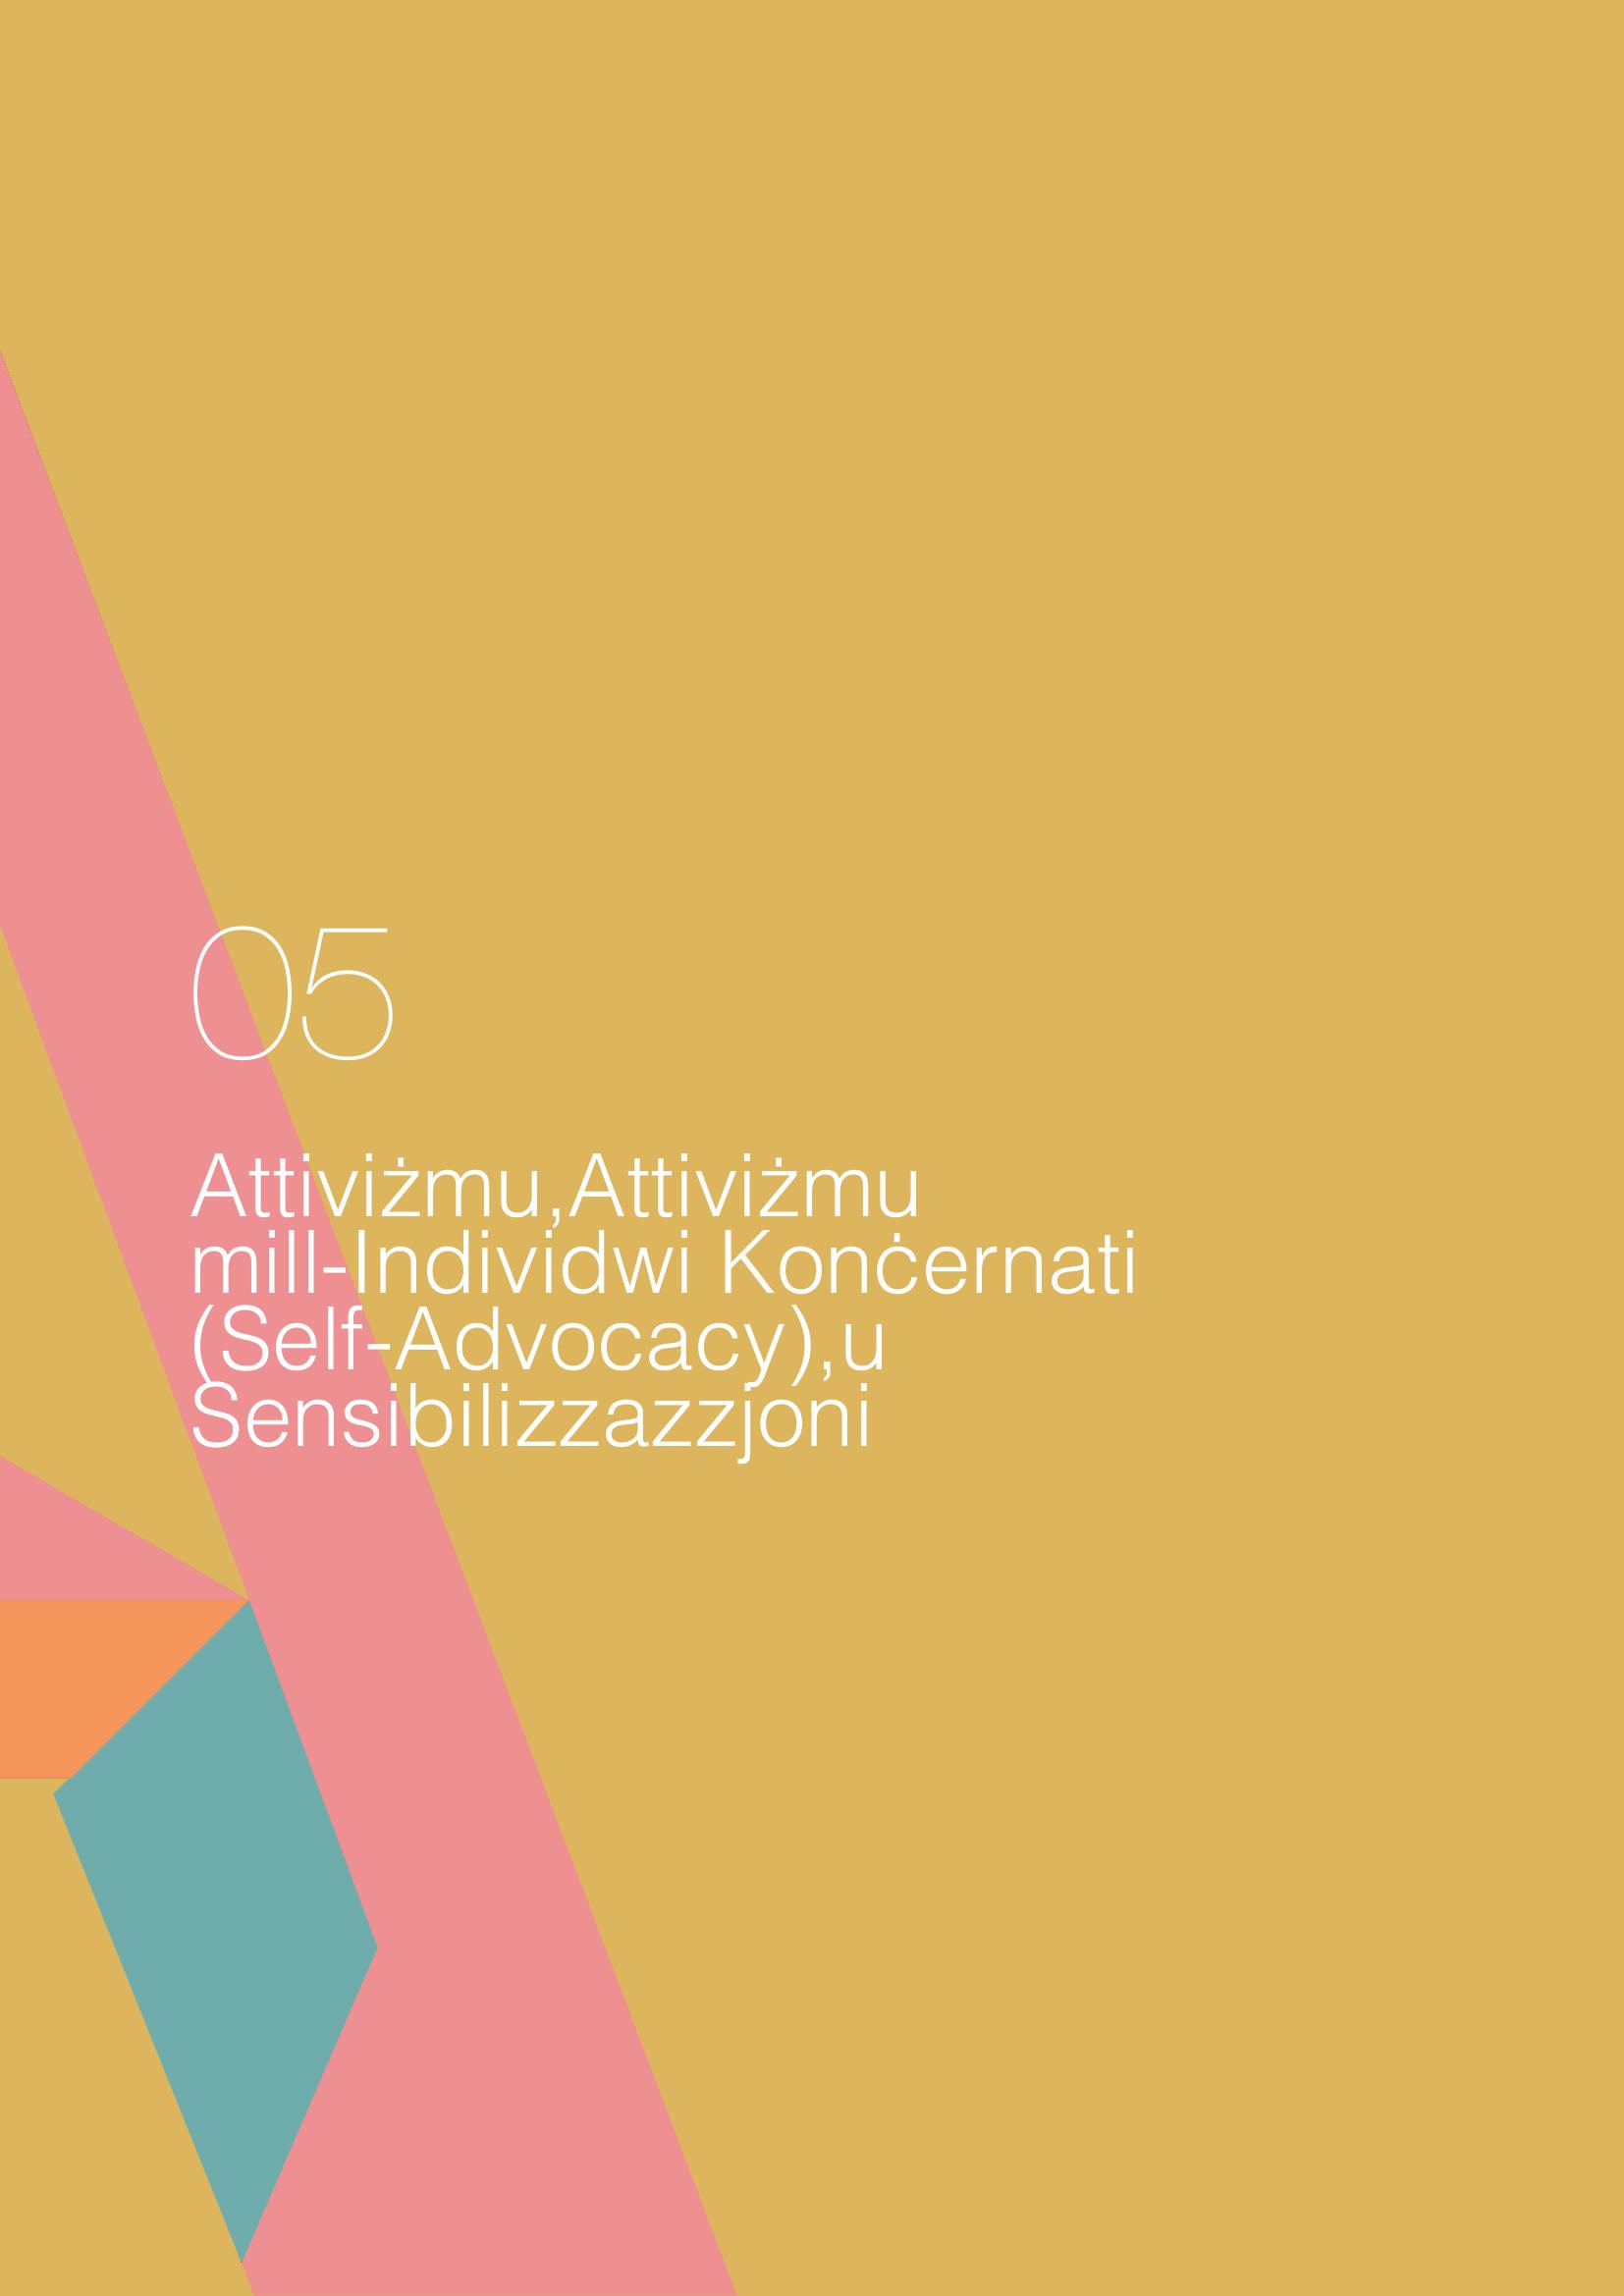 05
Attiviżmu,Attiviżmu
mill-Individwi Konċernati
(Self-Advocacy),u
Sensibilizzazzjoni